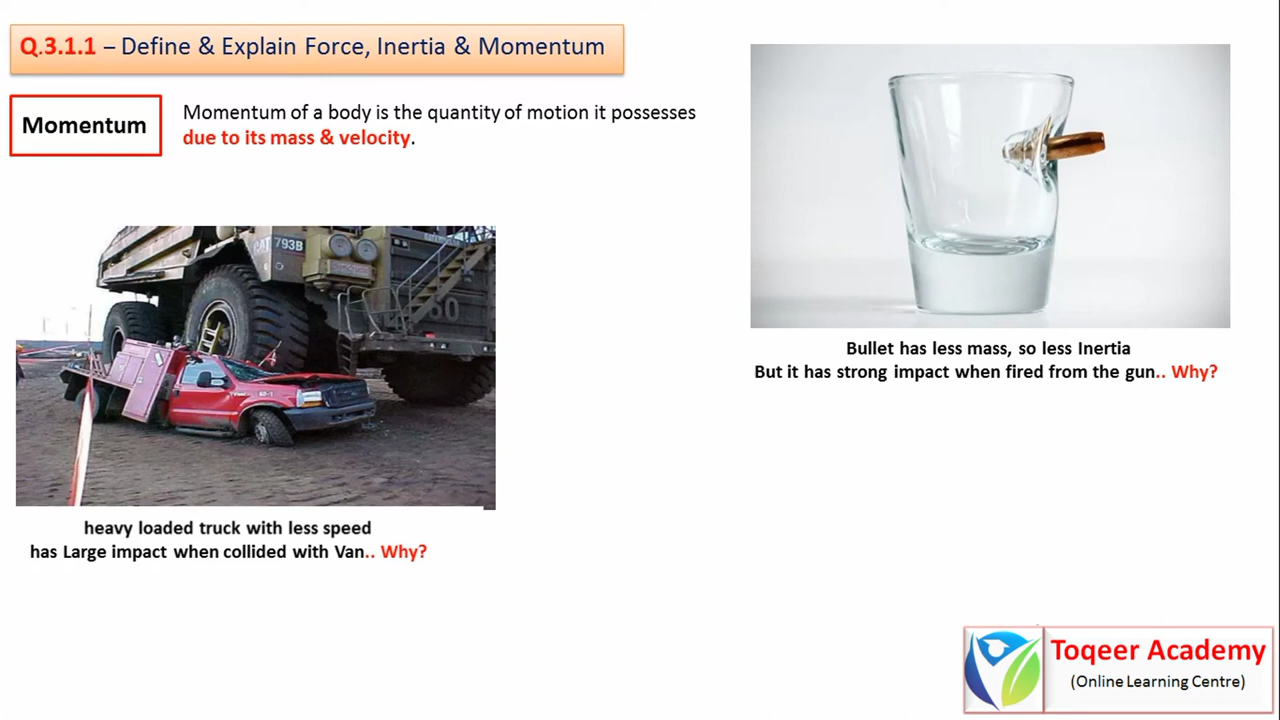 Q.3.1.1 – Define & Explain Force, Inertia & Momentum
Momentum
Momentum of a body is the quantity of motion it possesses
due to its mass & velocity.
CAT 793B
heavy loaded truck with less speed
has Large impact when collided with Van.. Why?
Bullet has less mass, so less Inertia
But it has strong impact when fired from the gun.. Why?
Toqeer Academy
(Online Learning Centre)